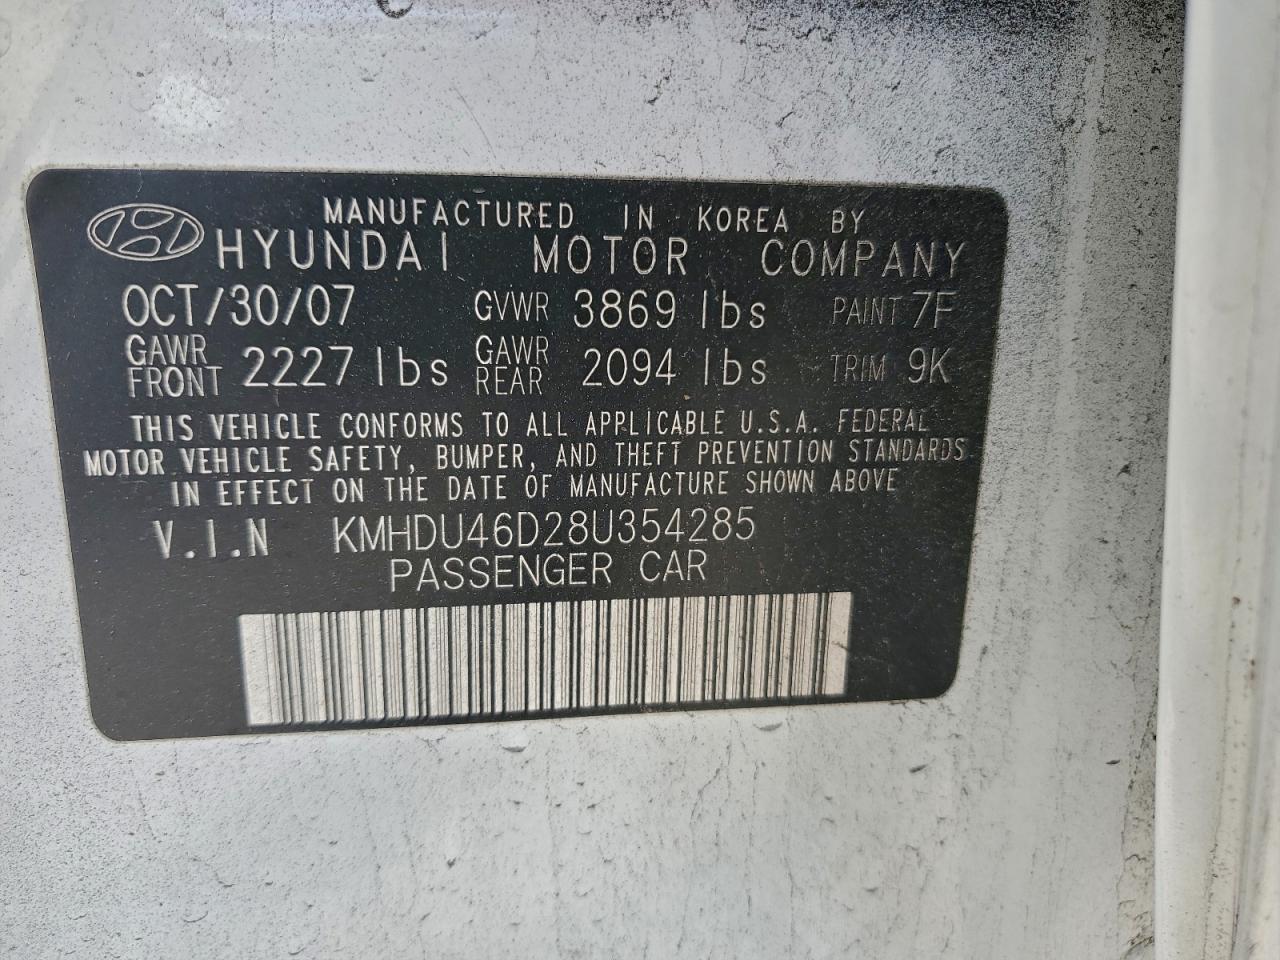 MANUFACTURED IN KOREA BY
HYUNDAI MOTOR COMPANY
OCT/30/07 GVWR 3869 lbs PAINT 7F
GAWR FRONT 2227 lbs GAWR REAR 2094 lbs TRIM 9K
THIS VEHICLE CONFORMS TO ALL APPLICABLE U.S.A. FEDERAL
MOTOR VEHICLE SAFETY, BUMPER, AND THEFT PREVENTION STANDARDS
IN EFFECT ON THE DATE OF MANUFACTURE SHOWN ABOVE
V.I.N KMHDU46D28U354285
PASSENGER CAR